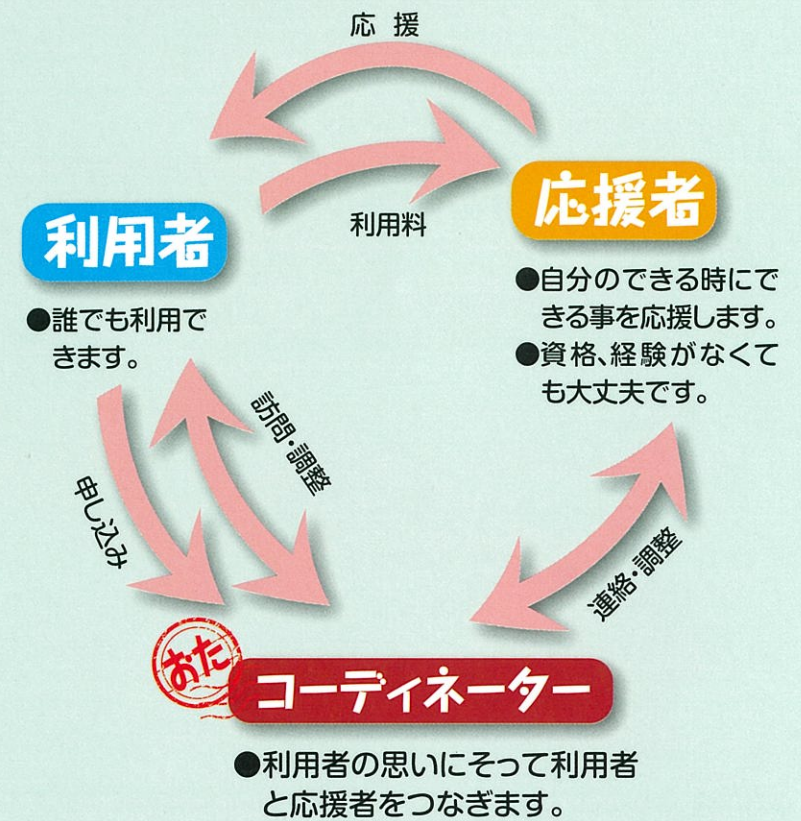 応 援
利用料
利用者
●誰でも利用で
きます。
応援者
●自分のできる時にで
きる事を応援します。
●資格、経験がなくて
も大丈夫です。
訪問・調整
申し込み
連絡・調整
おた
コーディネーター
●利用者の思いにそって利用者
と応援者をつなぎます。